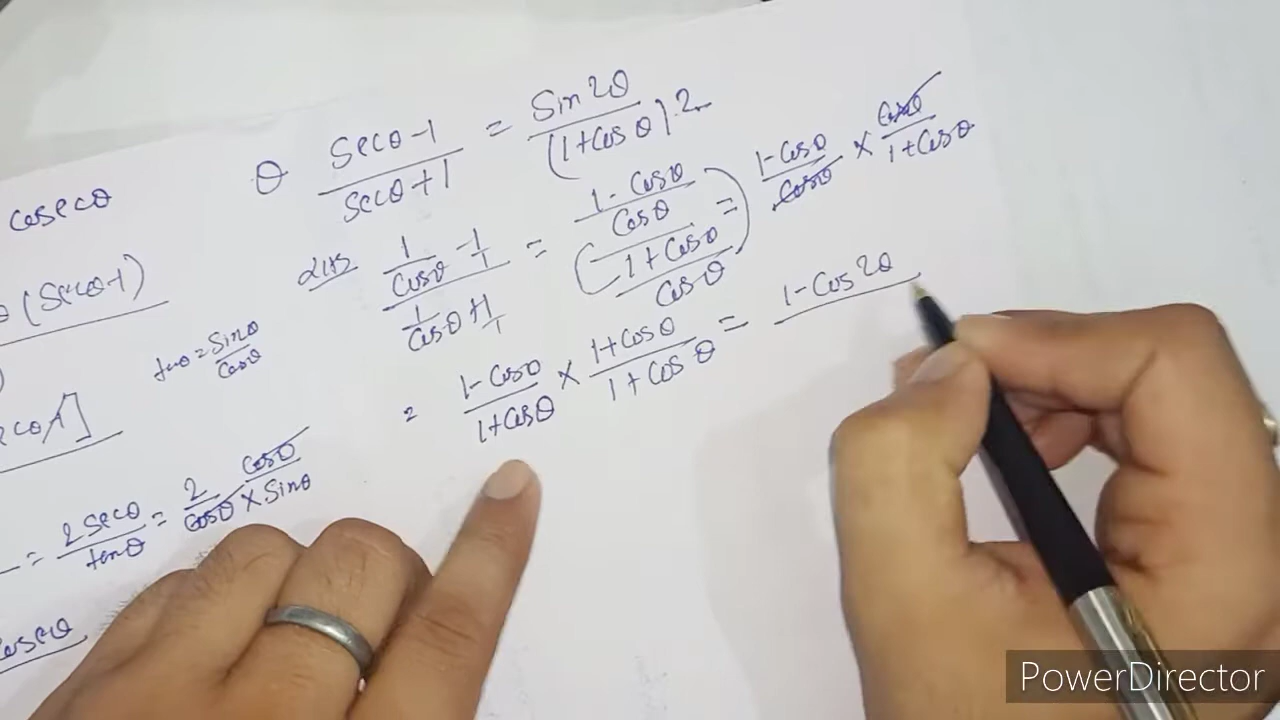 θ (Secθ-1)/(Secθ+1) = Sin2θ/(1+Cosθ)2
cosecθ
LHS (1/Cosθ - 1/1)/(1/Cosθ + 1/1) = ((1-Cosθ)/Cosθ)/((1+Cosθ)/Cosθ) = (1-Cosθ)/Cosθ × Cosθ/(1+Cosθ)
(Secθ-1)
tanθ = Sinθ/Cosθ
= (1-Cosθ)/(1+Cosθ) × (1+Cosθ)/(1+Cosθ) = 1-Cos2θ
= 2Secθ/tanθ = 2/Cosθ × Cosθ/Sinθ
cosecθ
PowerDirector